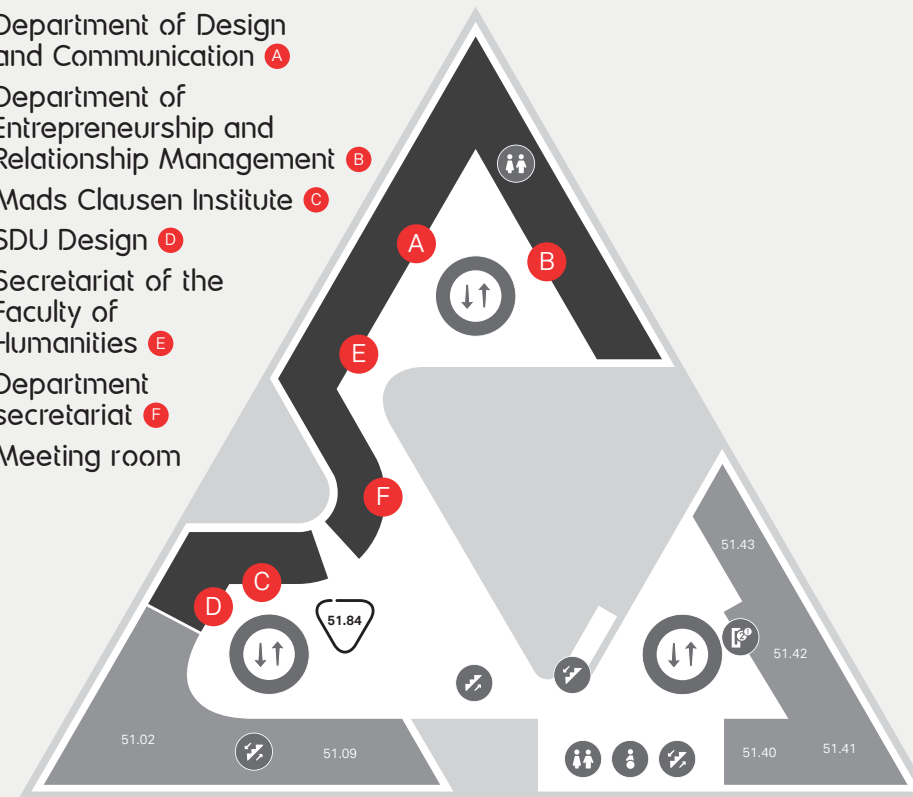 Department of Design
and Communication A
Department of
Entrepreneurship and
Relationship Management B
Mads Clausen Institute C
SDU Design D
Secretariat of the
Faculty of
Humanities E
Department
secretariat F
Meeting room
A
B
E
F
C
D
51.84
51.43
51.42
51.02
51.09
51.40
51.41